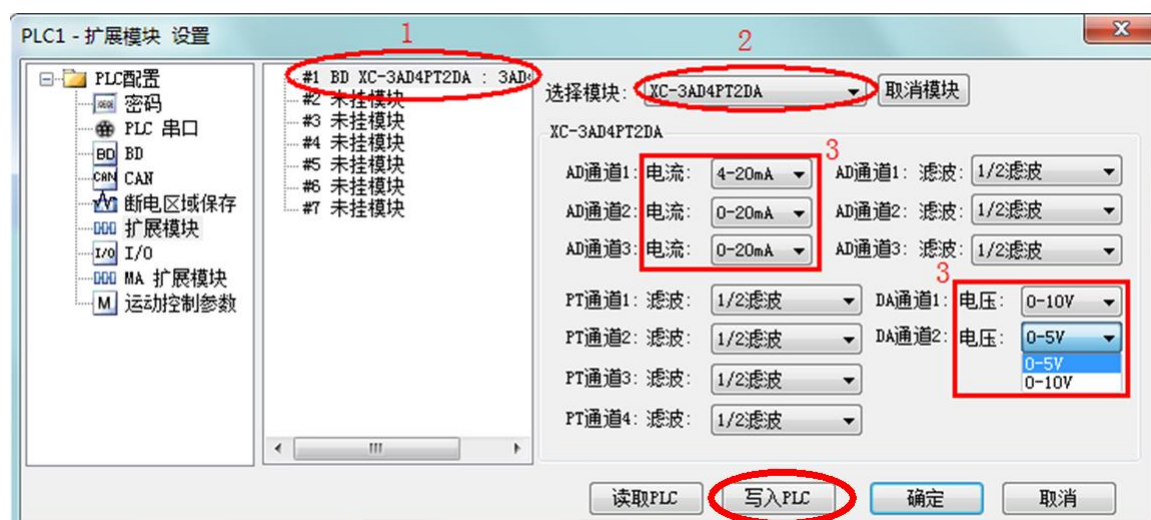 PLC1 - 扩展模块 设置
1
2
PLC配置
密码
PLC 串口
BD BD
CAN CAN
断电区域保存
扩展模块
I/O I/O
MA 扩展模块
M 运动控制参数
#1 BD XC-3AD4PT2DA : 3AD
#2 未挂模块
#3 未挂模块
#4 未挂模块
#5 未挂模块
#6 未挂模块
#7 未挂模块
选择模块: XC-3AD4PT2DA 取消模块
XC-3AD4PT2DA
3
AD通道1: 电流: 4-20mA AD通道1: 滤波: 1/2滤波
AD通道2: 电流: 0-20mA AD通道2: 滤波: 1/2滤波
AD通道3: 电流: 0-20mA AD通道3: 滤波: 1/2滤波
3
PT通道1: 滤波: 1/2滤波 DA通道1: 电压: 0-10V
PT通道2: 滤波: 1/2滤波 DA通道2: 电压: 0-5V
0-5V
0-10V
PT通道3: 滤波: 1/2滤波
PT通道4: 滤波: 1/2滤波
读取PLC 写入PLC 确定 取消